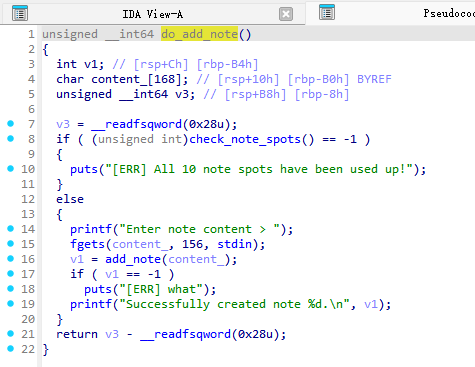 IDA View-A
Pseudocod
1 unsigned __int64 do_add_note()
2 {
3 int v1; // [rsp+Ch] [rbp-B4h]
4 char content_[168]; // [rsp+10h] [rbp-B0h] BYREF
5 unsigned __int64 v3; // [rsp+B8h] [rbp-8h]
6
7 v3 = __readfsqword(0x28u);
8 if ( (unsigned int)check_note_spots() == -1 )
9 {
10 puts("[ERR] All 10 note spots have been used up!");
11 }
12 else
13 {
14 printf("Enter note content > ");
15 fgets(content_, 156, stdin);
16 v1 = add_note(content_);
17 if ( v1 == -1 )
18 puts("[ERR] what");
19 printf("Successfully created note %d.\n", v1);
20 }
21 return v3 - __readfsqword(0x28u);
22 }